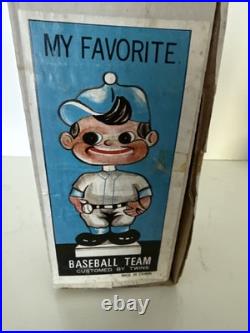 MY FAVORITE
BASEBALL TEAM
CUSTOMED BY TWINS